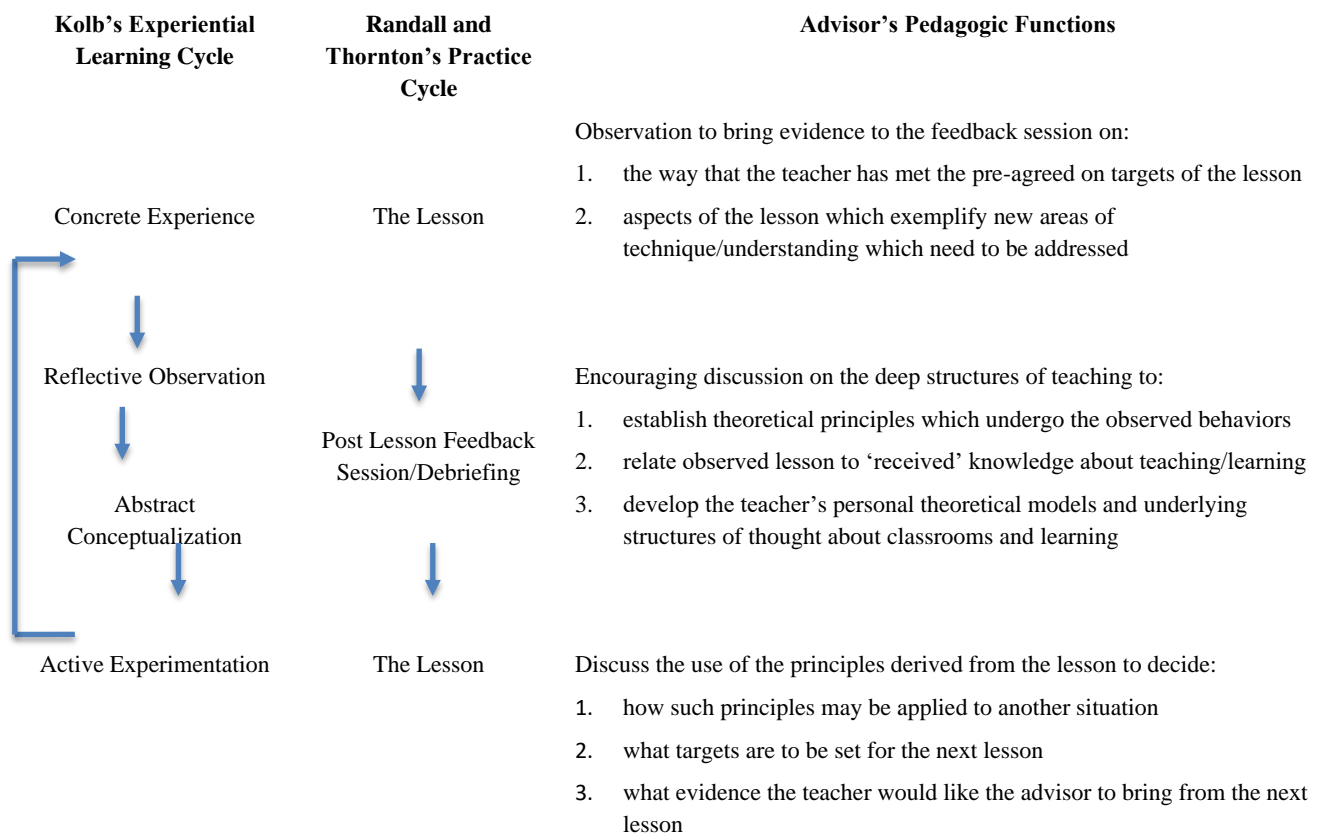 Kolb's Experiential
Learning Cycle
Randall and
Thornton's Practice
Cycle
Advisor's Pedagogic Functions
Observation to bring evidence to the feedback session on:
1. the way that the teacher has met the pre-agreed on targets of the lesson
Concrete Experience
The Lesson
2. aspects of the lesson which exemplify new areas of
technique/understanding which need to be addressed
Reflective Observation
Encouraging discussion on the deep structures of teaching to:
1. establish theoretical principles which undergo the observed behaviors
Post Lesson Feedback
Session/Debriefing
2. relate observed lesson to ‘received’ knowledge about teaching/learning
Abstract
Conceptualization
3. develop the teacher's personal theoretical models and underlying
structures of thought about classrooms and learning
Active Experimentation
The Lesson
Discuss the use of the principles derived from the lesson to decide:
1. how such principles may be applied to another situation
2. what targets are to be set for the next lesson
3. what evidence the teacher would like the advisor to bring from the next
lesson